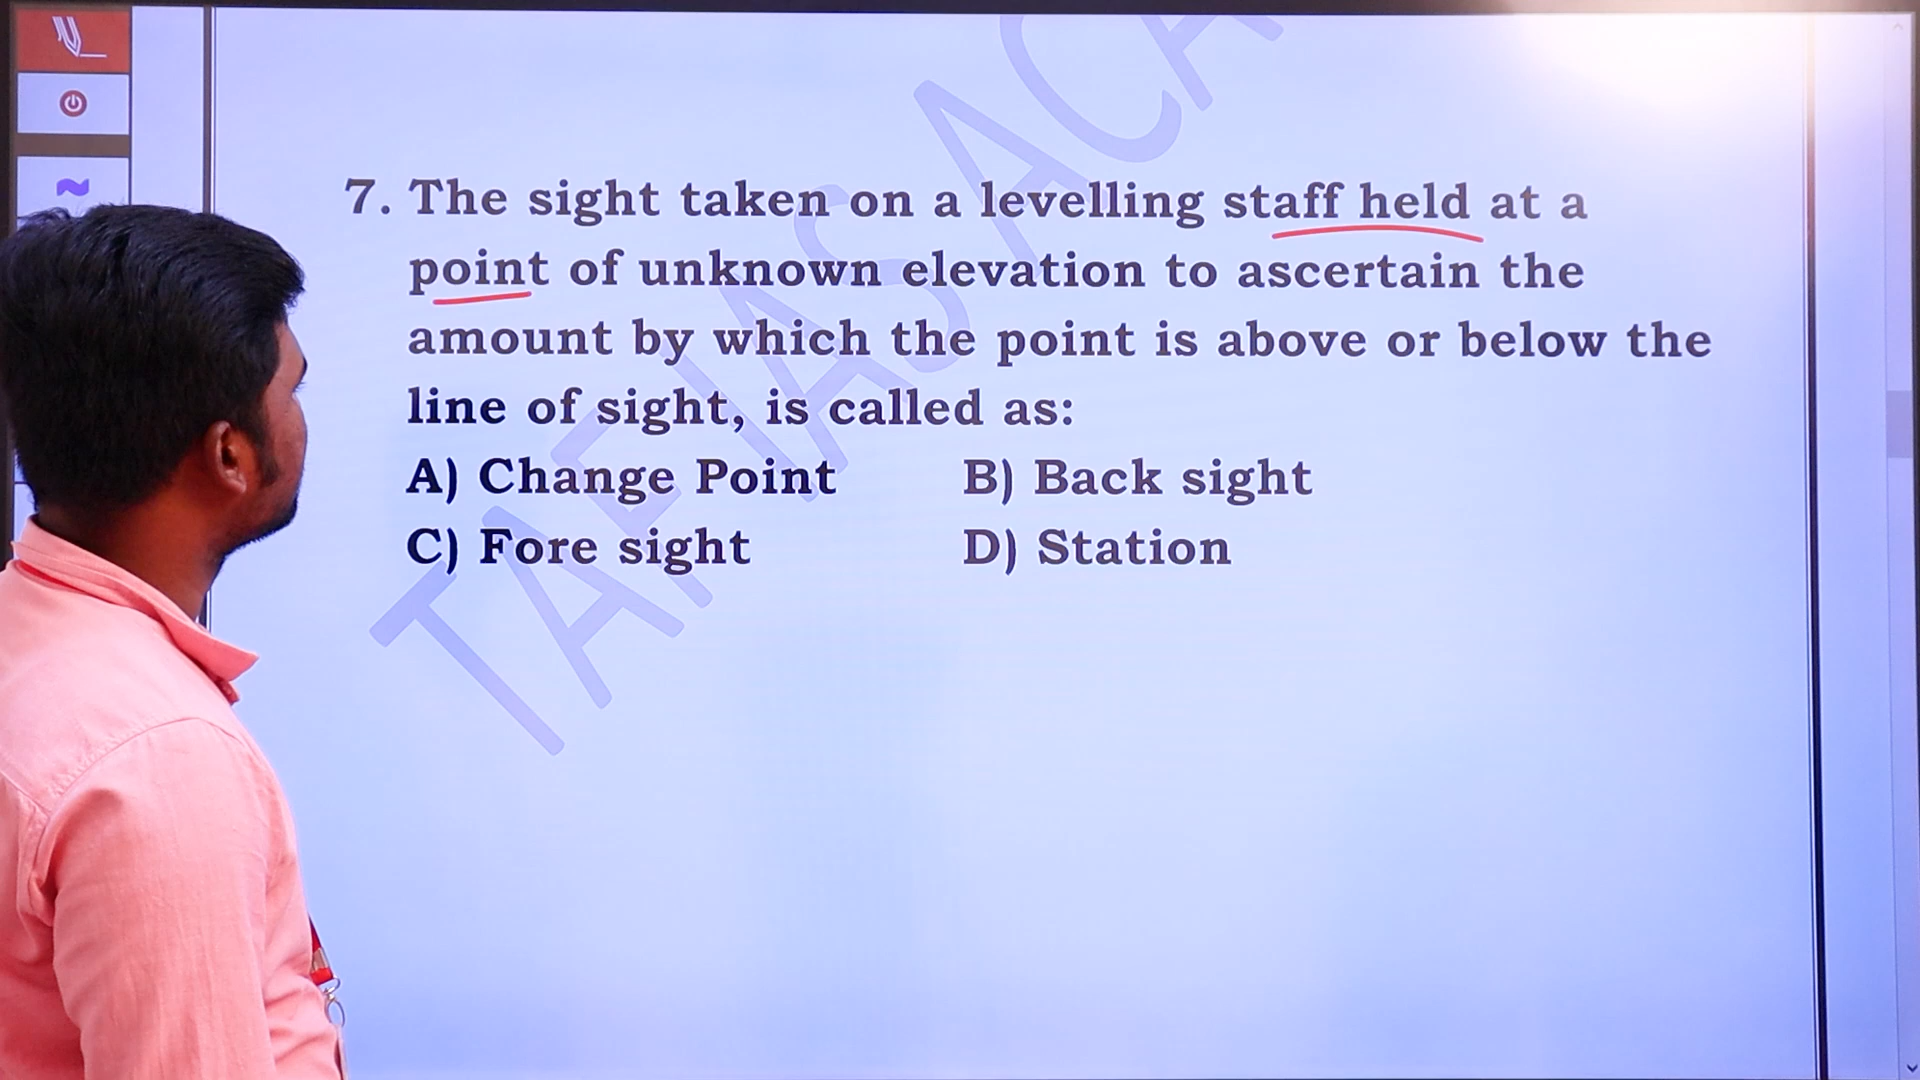 7. The sight taken on a levelling staff held at a
point of unknown elevation to ascertain the
amount by which the point is above or below the
line of sight, is called as:
A) Change Point B) Back sight
C) Fore sight D) Station